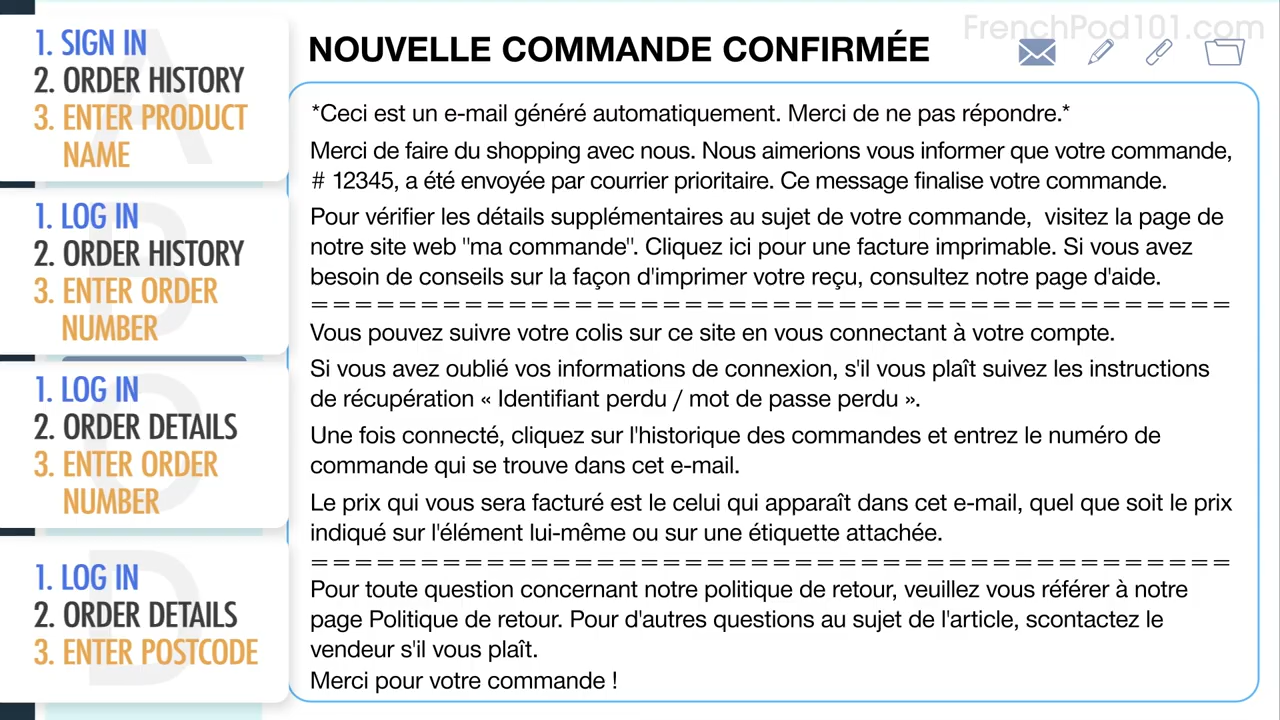 FrenchPod101.com
A
1. SIGN IN
2. ORDER HISTORY
3. ENTER PRODUCT
NAME
B
1. LOG IN
2. ORDER HISTORY
3. ENTER ORDER
NUMBER
C
1. LOG IN
2. ORDER DETAILS
3. ENTER ORDER
NUMBER
D
1. LOG IN
2. ORDER DETAILS
3. ENTER POSTCODE
NOUVELLE COMMANDE CONFIRMÉE
*Ceci est un e-mail généré automatiquement. Merci de ne pas répondre.*
Merci de faire du shopping avec nous. Nous aimerions vous informer que votre commande,
# 12345, a été envoyée par courrier prioritaire. Ce message finalise votre commande.
Pour vérifier les détails supplémentaires au sujet de votre commande,  visitez la page de
notre site web "ma commande". Cliquez ici pour une facture imprimable. Si vous avez
besoin de conseils sur la façon d'imprimer votre reçu, consultez notre page d'aide.
==========================================
Vous pouvez suivre votre colis sur ce site en vous connectant à votre compte.
Si vous avez oublié vos informations de connexion, s'il vous plaît suivez les instructions
de récupération « Identifiant perdu / mot de passe perdu ».
Une fois connecté, cliquez sur l'historique des commandes et entrez le numéro de
commande qui se trouve dans cet e-mail.
Le prix qui vous sera facturé est le celui qui apparaît dans cet e-mail, quel que soit le prix
indiqué sur l'élément lui-même ou sur une étiquette attachée.
==========================================
Pour toute question concernant notre politique de retour, veuillez vous référer à notre
page Politique de retour. Pour d'autres questions au sujet de l'article, scontactez le
vendeur s'il vous plaît.
Merci pour votre commande !